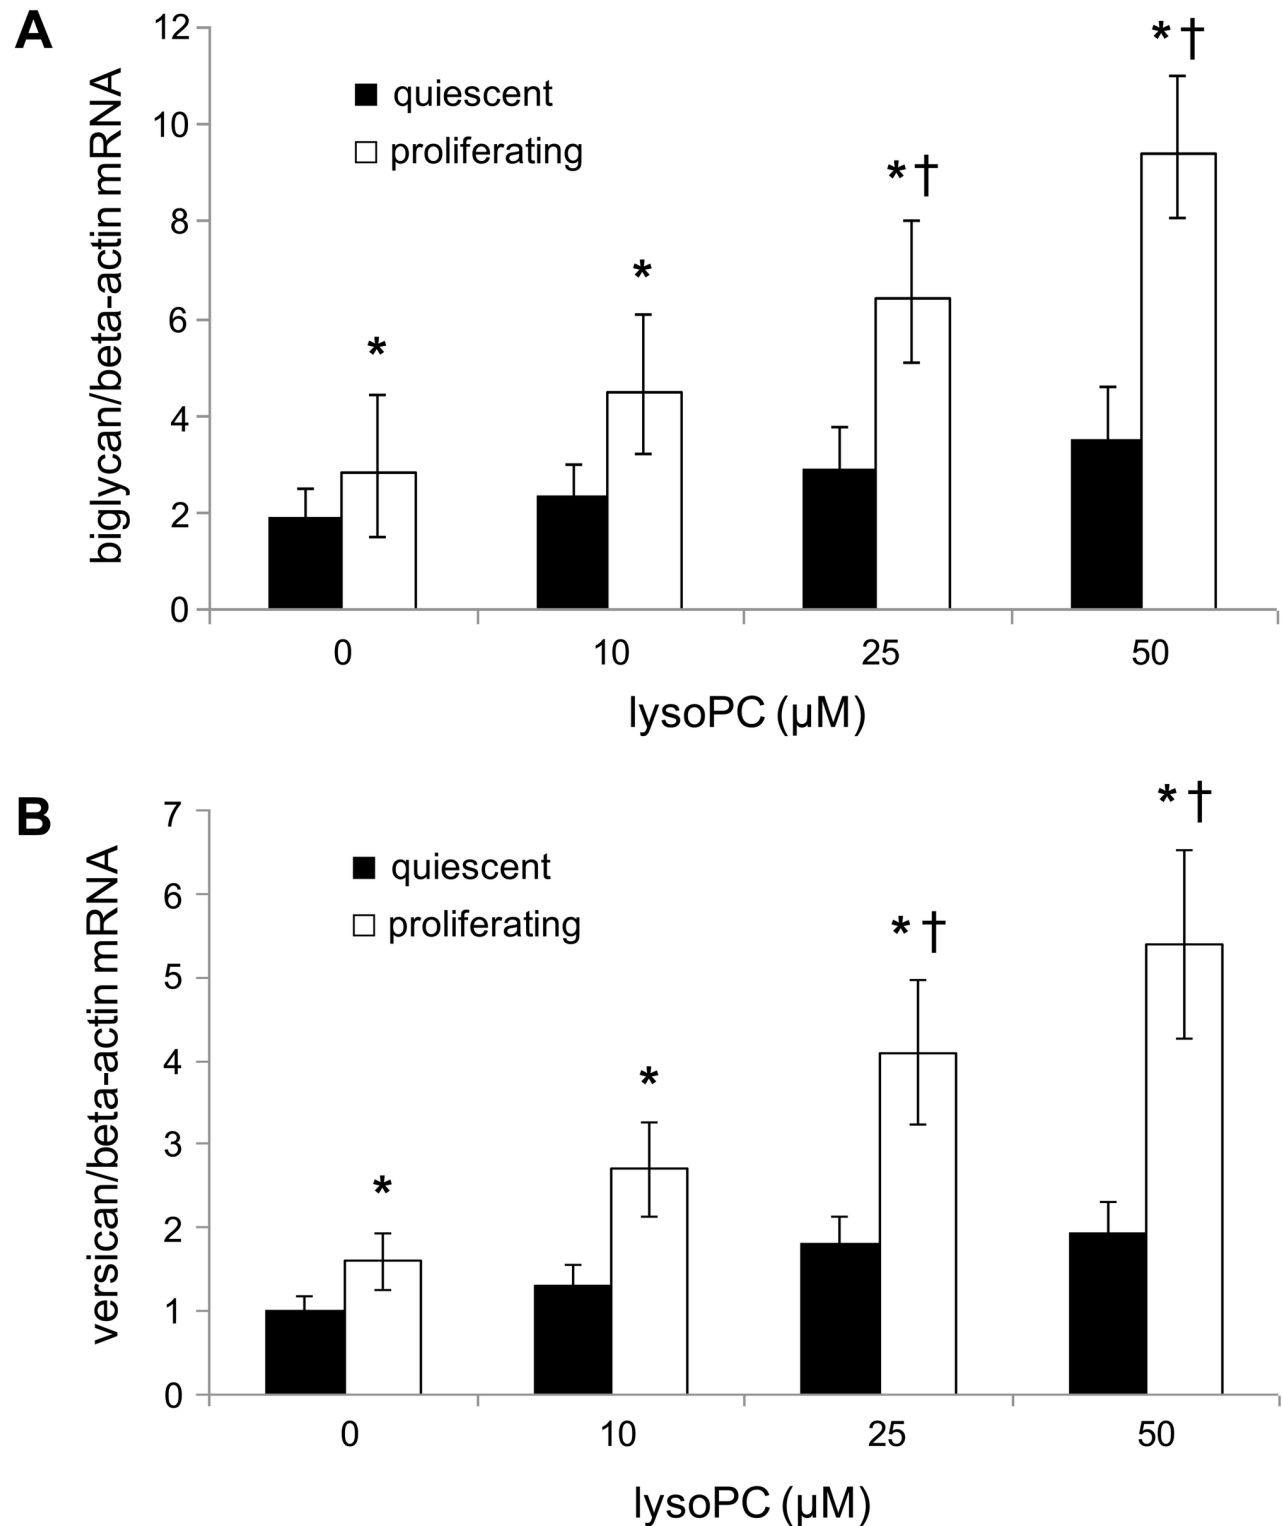 A
biglycan/beta-actin mRNA
12
10
8
6
4
2
0
quiescent
proliferating
*
*
*†
*†
0 10 25 50
lysoPC (µM)
B
versican/beta-actin mRNA
7
6
5
4
3
2
1
0
quiescent
proliferating
*
*
*†
*†
0 10 25 50
lysoPC (µM)